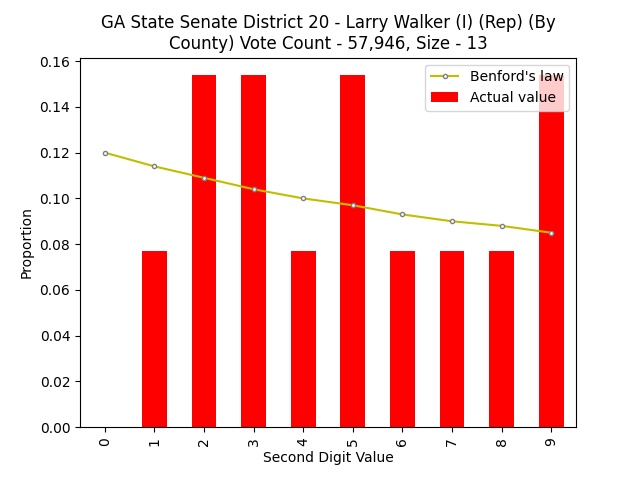 GA State Senate District 20 - Larry Walker (I) (Rep) (By
County) Vote Count - 57,946, Size - 13
Benford's law
Actual value
0.16
0.14
0.12
0.10
0.08
0.06
0.04
0.02
0.00
Proportion
0 1 2 3 4 5 6 7 8 9
Second Digit Value